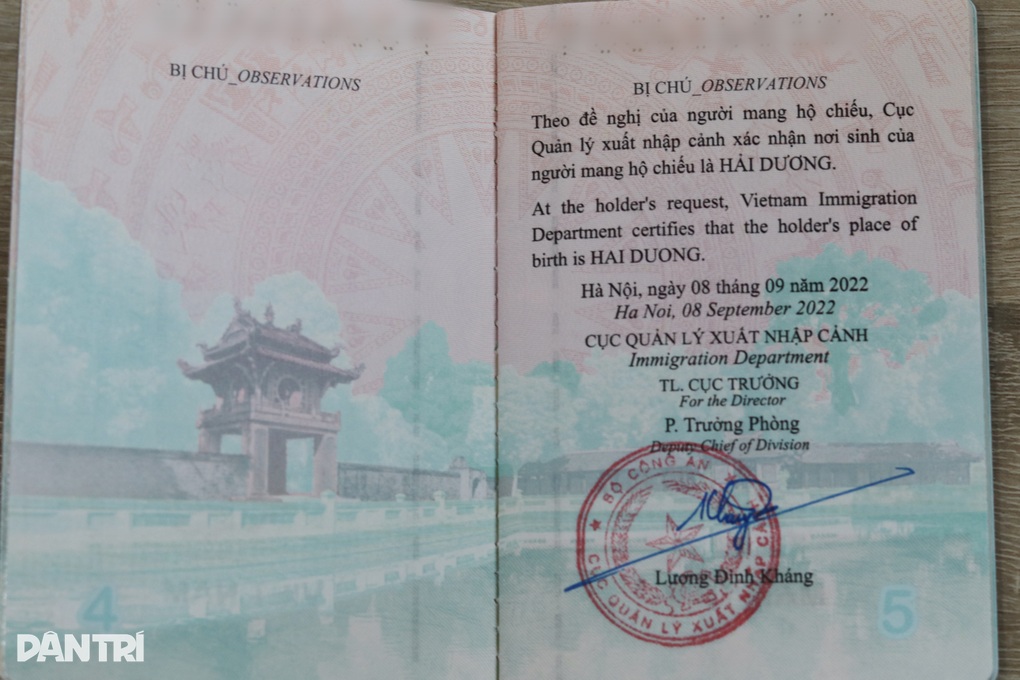 BỊ CHÚ_OBSERVATIONS
4
DÂN TRÍ
BỊ CHÚ_OBSERVATIONS
Theo đề nghị của người mang hộ chiếu, Cục
Quản lý xuất nhập cảnh xác nhận nơi sinh của
người mang hộ chiếu là HẢI DƯƠNG.
At the holder's request, Vietnam Immigration
Department certifies that the holder's place of
birth is HAI DUONG.
Hà Nội, ngày 08 tháng 09 năm 2022
Ha Noi, 08 September 2022
CỤC QUẢN LÝ XUẤT NHẬP CẢNH
Immigration Department
TL. CỤC TRƯỞNG
For the Director
P. Trưởng Phòng
Deputy Chief of Division
BỘ CÔNG AN
CỤC QUẢN LÝ XUẤT NHẬP CẢNH
Lương Đình Kháng
5